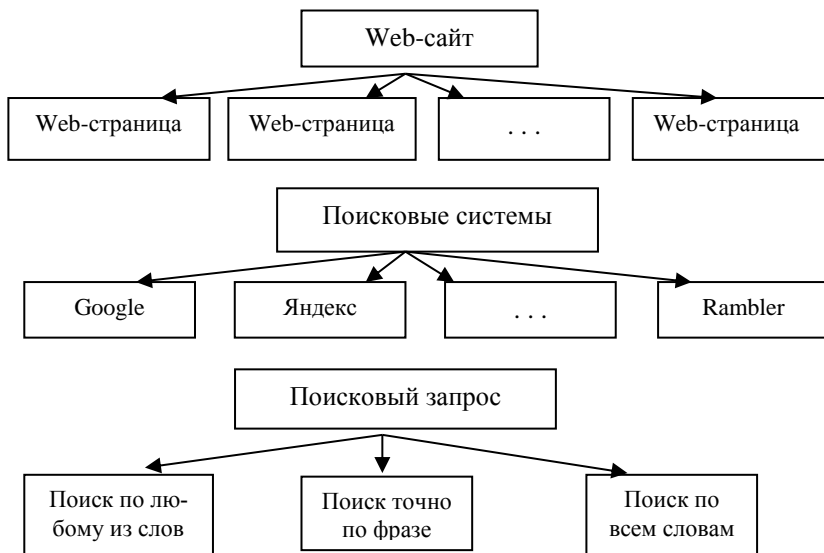 Web-сайт
Web-страница
Web-страница
. . .
Web-страница
Поисковые системы
Google
Яндекс
. . .
Rambler
Поисковый запрос
Поиск по лю-
бому из слов
Поиск точно
по фразе
Поиск по
всем словам